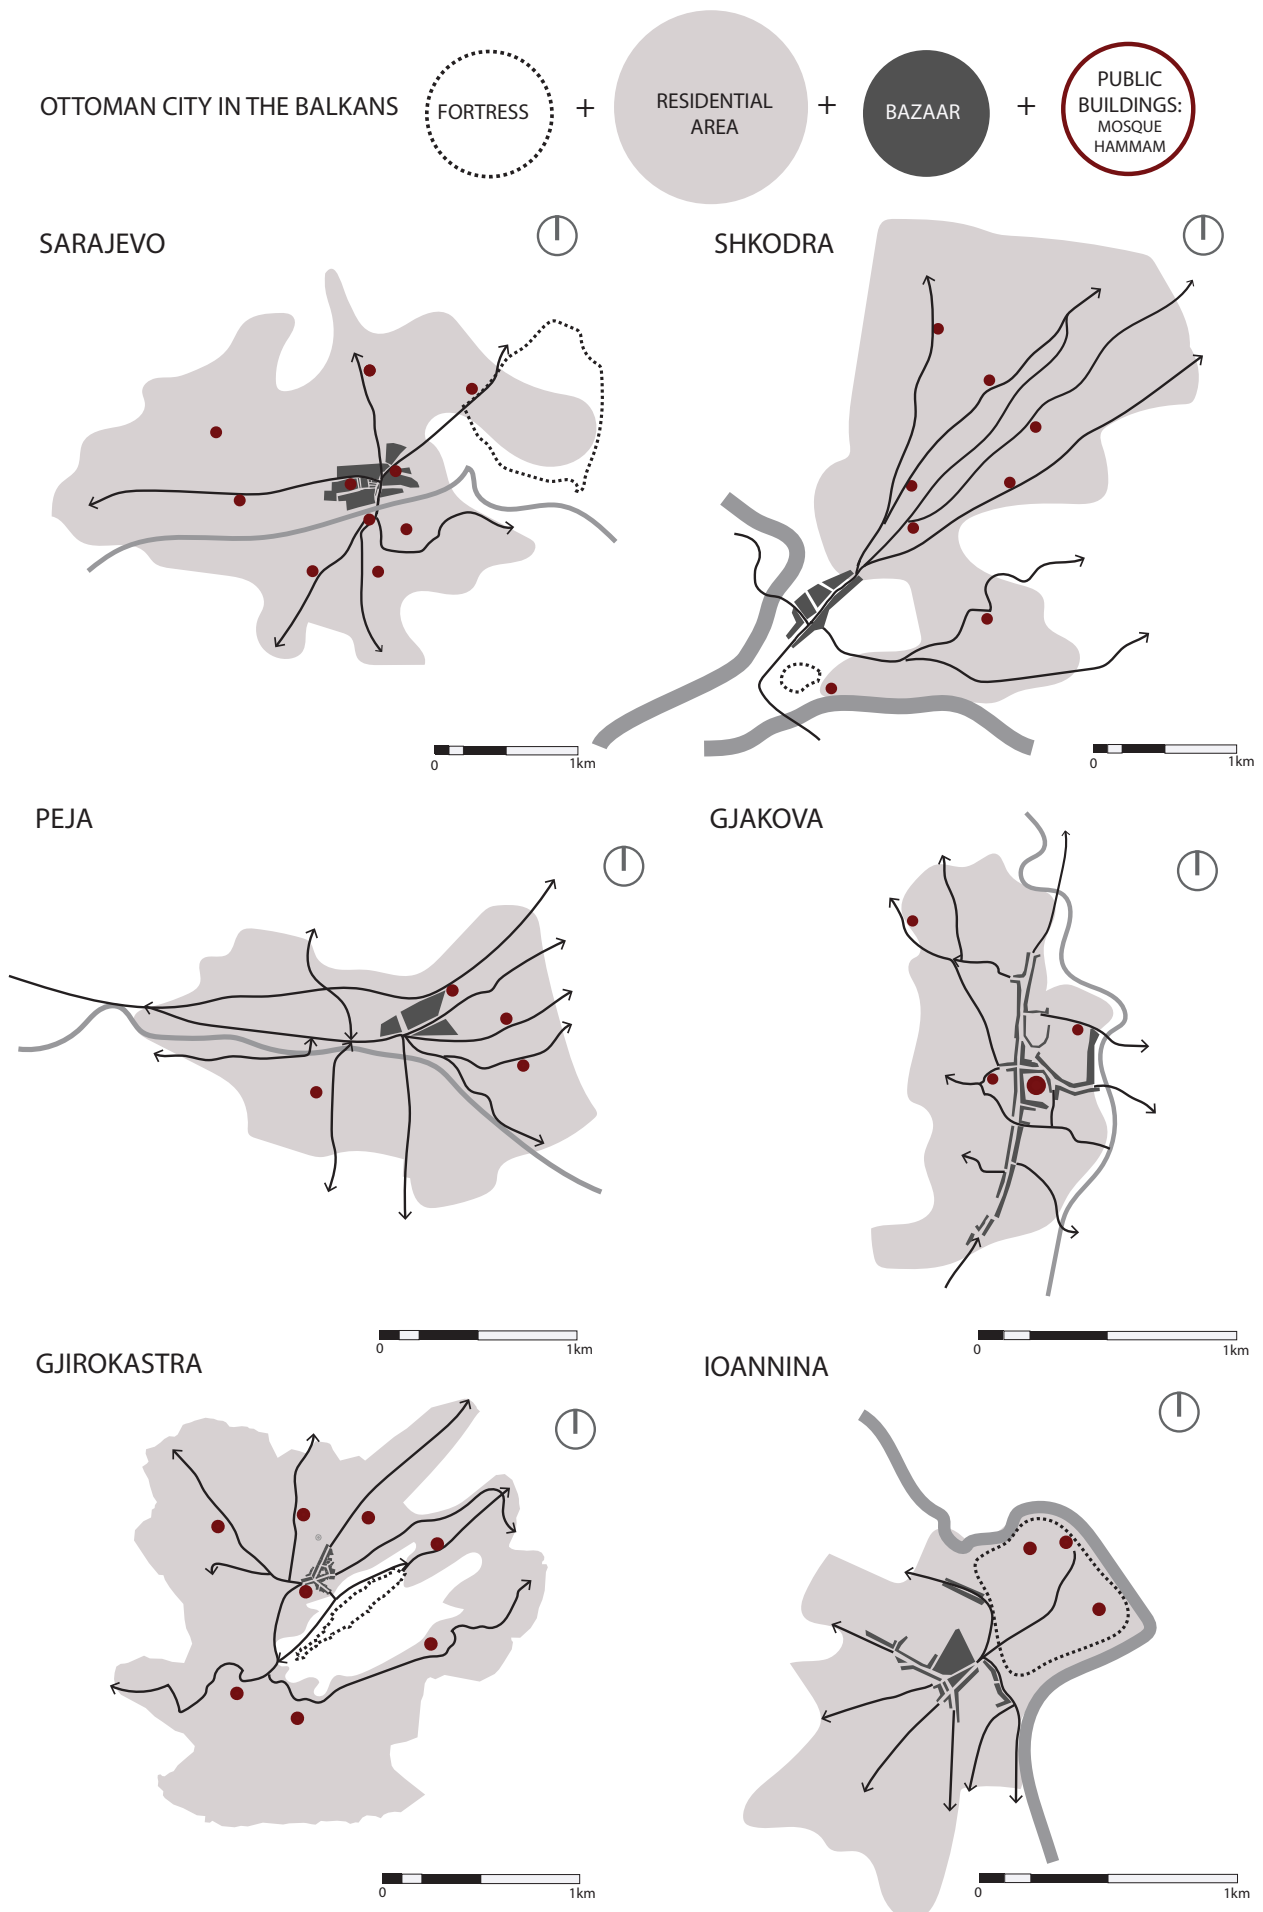 OTTOMAN CITY IN THE BALKANS
FORTRESS
+
RESIDENTIAL
AREA
+
BAZAAR
+
PUBLIC
BUILDINGS:
MOSQUE
HAMMAM
SARAJEVO
SHKODRA
0 1km
0 1km
PEJA
GJAKOVA
0 1km
0 1km
GJIROKASTRA
IOANNINA
0 1km
0 1km